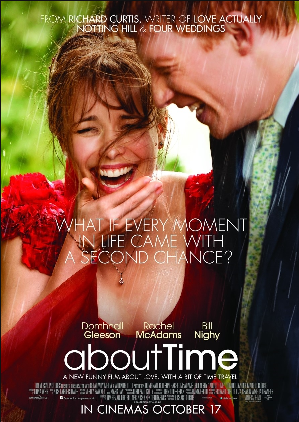 FROM RICHARD CURTIS, WRITER OF LOVE ACTUALLY
NOTTING HILL & FOUR WEDDINGS
WHAT IF EVERY MOMENT
IN LIFE CAME WITH
A SECOND CHANCE?
Domhnall Gleeson
Rachel McAdams
Bill Nighy
aboutTime
A NEW FUNNY FILM ABOUT LOVE. WITH A BIT OF TIME TRAVEL.
IN CINEMAS OCTOBER 17